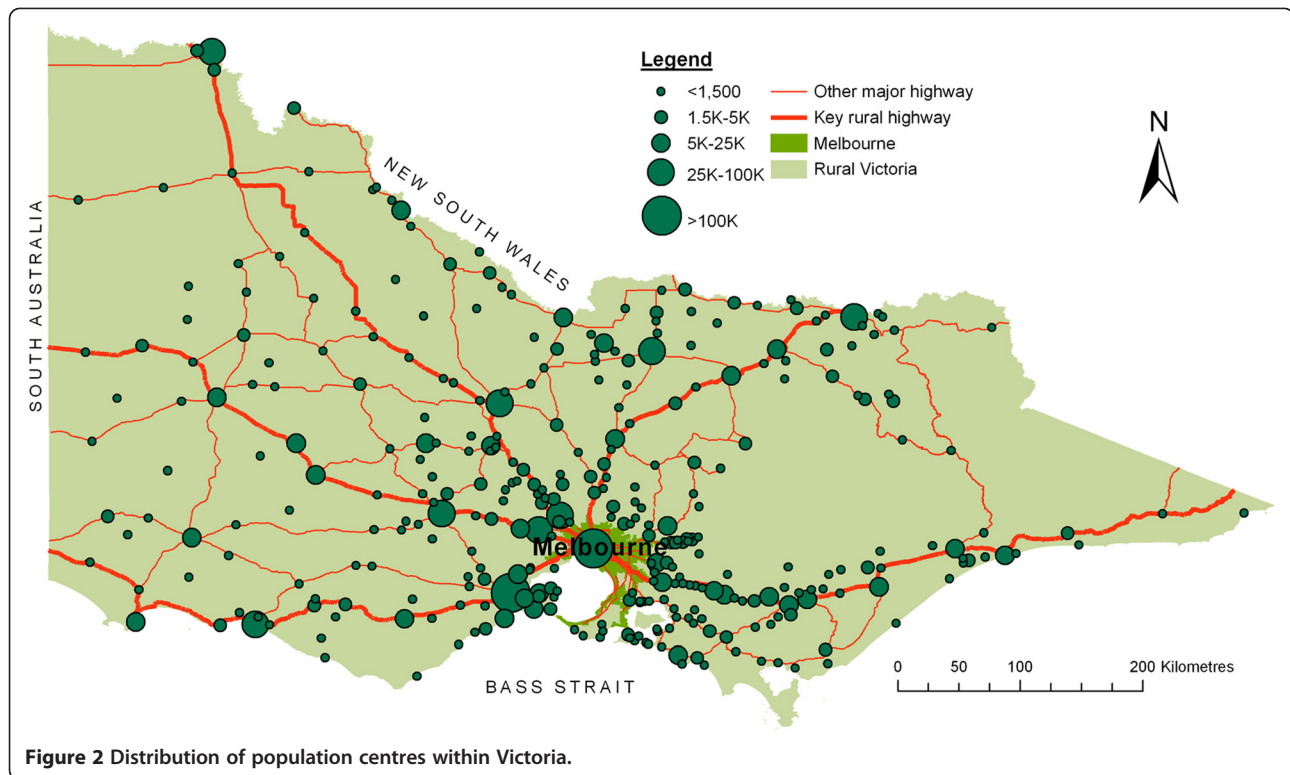 Legend
<1,500
1.5K-5K
5K-25K
25K-100K
>100K
Other major highway
Key rural highway
Melbourne
Rural Victoria
N
NEW SOUTH WALES
SOUTH AUSTRALIA
Melbourne
BASS STRAIT
0 50 100 200 Kilometres
Figure 2 Distribution of population centres within Victoria.